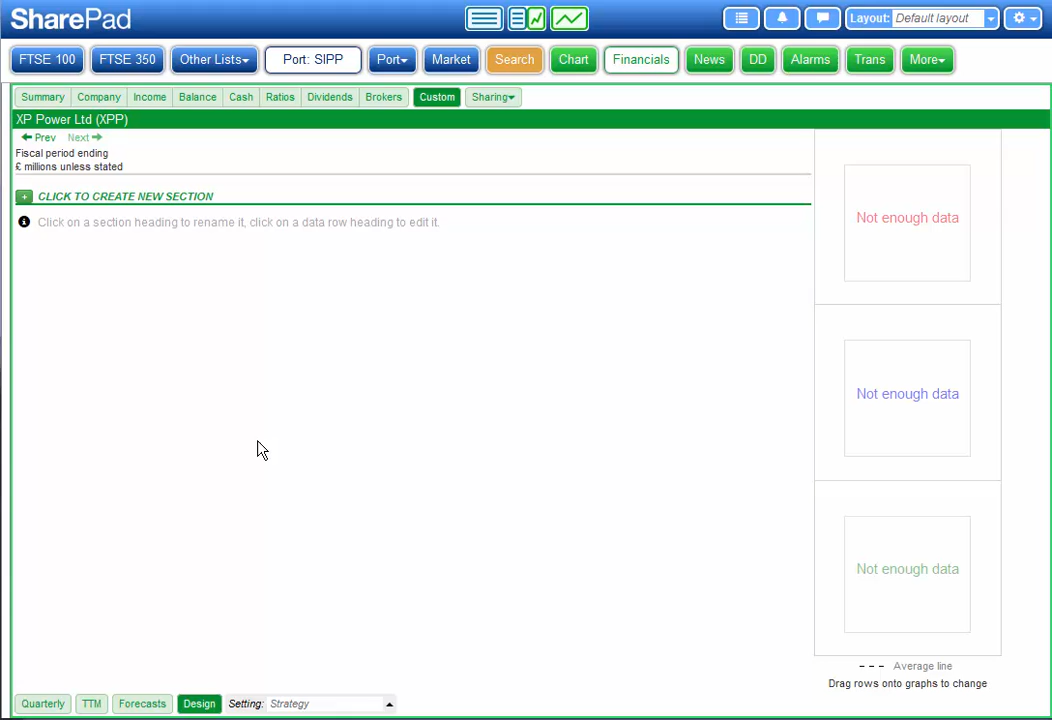 SharePad
Layout: Default layout
FTSE 100 FTSE 350 Other Lists Port: SIPP Port Market Search Chart Financials News DD Alarms Trans More
Summary Company Income Balance Cash Ratios Dividends Brokers Custom Sharing
XP Power Ltd (XPP)
Prev Next
Fiscal period ending
£ millions unless stated
+ CLICK TO CREATE NEW SECTION
Click on a section heading to rename it, click on a data row heading to edit it.
Not enough data
Not enough data
Not enough data
--- Average line
Drag rows onto graphs to change
Quarterly TTM Forecasts Design Setting: Strategy